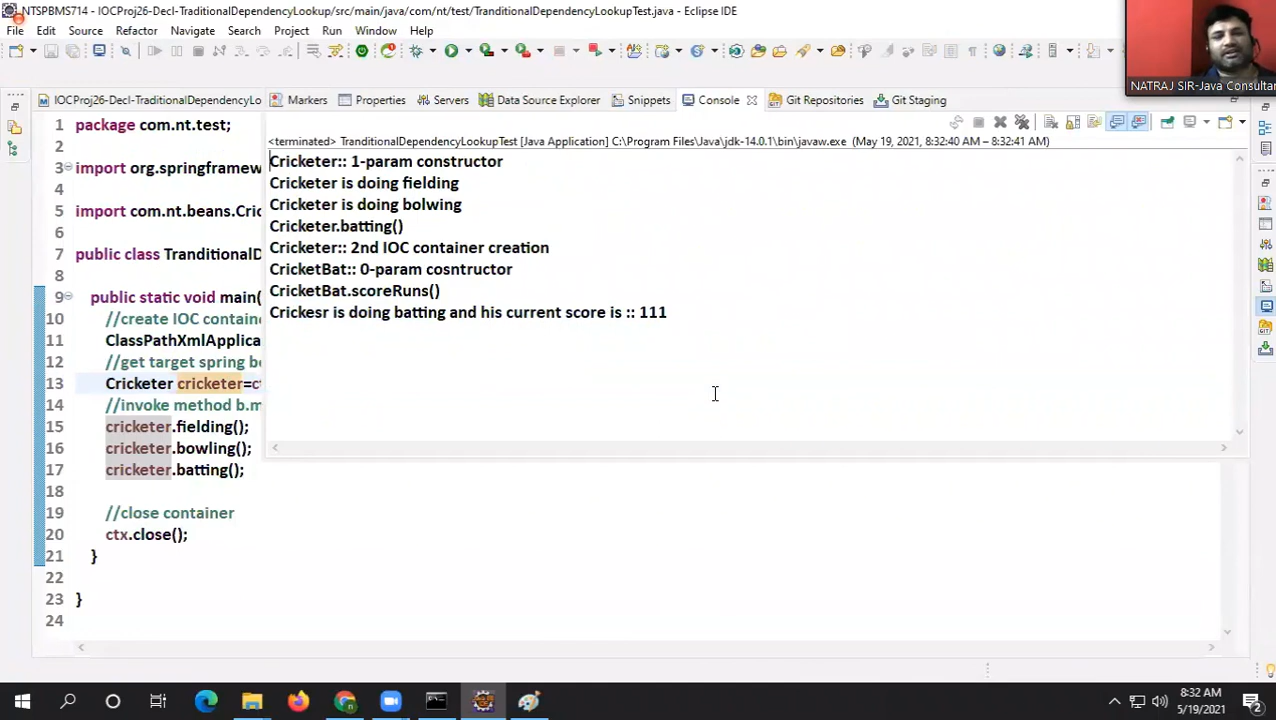 NTSPBMS714 - IOCProj26-Decl-TraditionalDependencyLookup/src/main/java/com/nt/test/TraditionalDependencyLookupTest.java - Eclipse IDE
File Edit Source Refactor Navigate Search Project Run Window Help
NATRAJ SIR-Java Consultan
IOCProj26-Decl-TraditionalDependencyLo
Markers Properties Servers Data Source Explorer Snippets Console Git Repositories Git Staging
<terminated> TranditionalDependencyLookupTest [Java Application] C:\Program Files\Java\jdk-14.0.1\bin\javaw.exe (May 19, 2021, 8:32:40 AM – 8:32:41 AM)
Cricketer:: 1-param constructor
Cricketer is doing fielding
Cricketer is doing bolwing
Cricketer.batting()
Cricketer:: 2nd IOC container creation
CricketBat:: 0-param cosntructor
CricketBat.scoreRuns()
Crickesr is doing batting and his current score is :: 111
1 package com.nt.test;
2
3 import org.springframew
4
5 import com.nt.beans.Cric
6
7 public class TranditionalD
8
9 public static void main(
10 //create IOC containe
11 ClassPathXmlApplica
12 //get target spring be
13 Cricketer cricketer=ct
14 //invoke method b.m
15 cricketer.fielding();
16 cricketer.bowling();
17 cricketer.batting();
18
19 //close container
20 ctx.close();
21 }
22
23 }
24
8:32 AM
5/19/2021
2